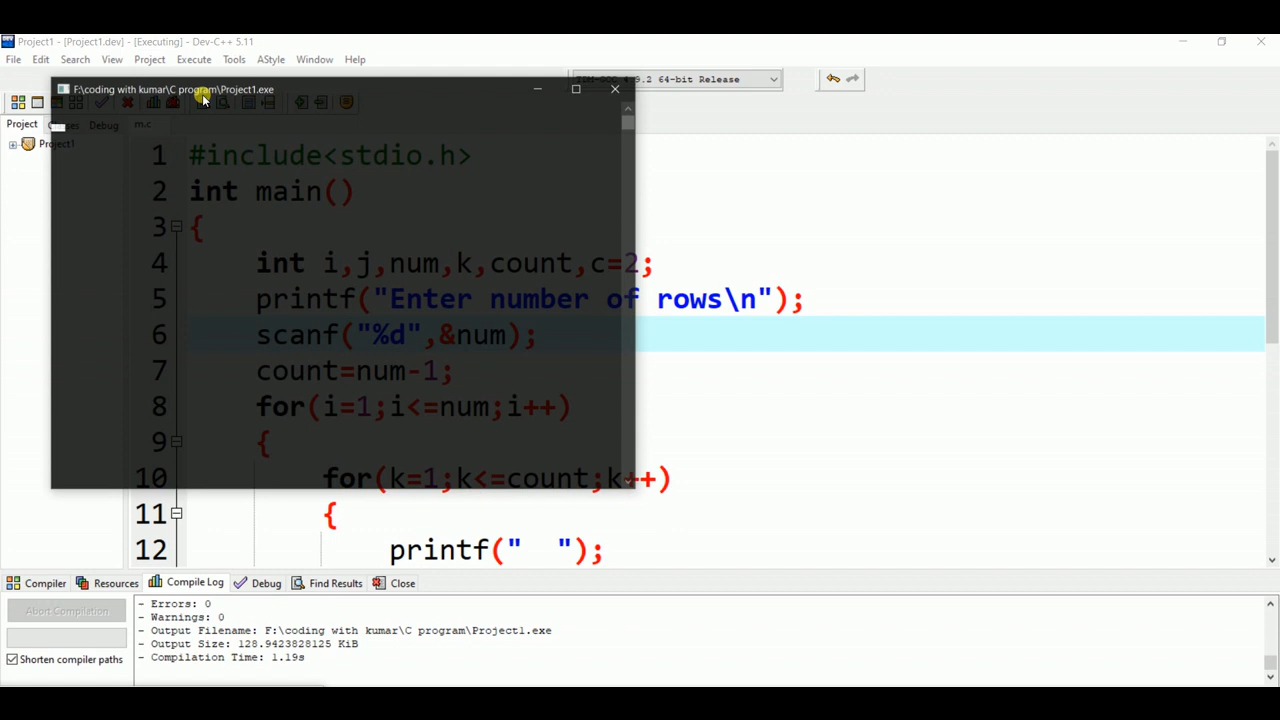 Project1 - [Project1.dev] - [Executing] - Dev-C++ 5.11
File Edit Search View Project Execute Tools AStyle Window Help
4.9.2 64-bit Release
F:\coding with kumar\C program\Project1.exe
Project Debug m.c
Project1
1 #include<stdio.h>
2 int main()
3 {
4 int i,j,num,k,count,c=2;
5 printf("Enter number of rows\n");
6 scanf("%d",&num);
7 count=num-1;
8 for(i=1;i<=num;i++)
9 {
10 for(k=1;k<=count;k++)
11 {
12 printf("  ");
Compiler Resources Compile Log Debug Find Results Close
Abort Compilation
Shorten compiler paths
- Errors: 0
- Warnings: 0
- Output Filename: F:\coding with kumar\C program\Project1.exe
- Output Size: 128.9423828125 KiB
- Compilation Time: 1.19s